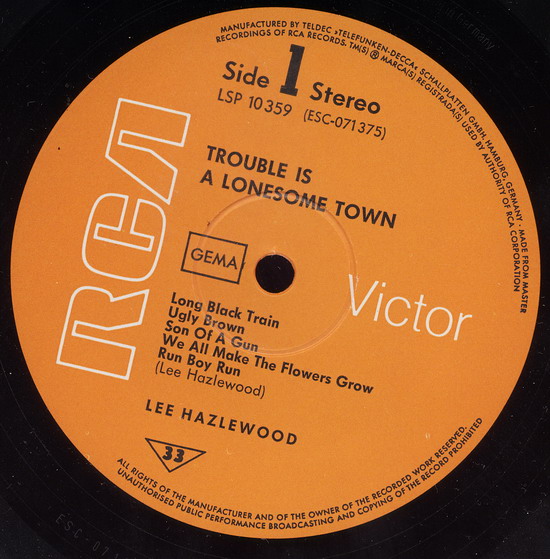 MANUFACTURED BY TELDEC »TELEFUNKEN-DECCA« SCHALLPLATTEN GMBH, HAMBURG, GERMANY · MADE FROM MASTER
RECORDINGS OF RCA RECORDS. TM(S) ® MARCA(S) REGISTRADA(S) USED BY AUTHORITY OF RCA CORPORATION
Side 1 Stereo
LSP 10359 (ESC-071375)
TROUBLE IS
A LONESOME TOWN
RCA
GEMA
Victor
Long Black Train
Ugly Brown
Son Of A Gun
We All Make The Flowers Grow
Run Boy Run
(Lee Hazlewood)
LEE HAZLEWOOD
33
ALL RIGHTS OF THE MANUFACTURER AND OF THE OWNER OF THE RECORDED WORK RESERVED.
UNAUTHORISED PUBLIC PERFORMANCE BROADCASTING AND COPYING OF THE RECORD PROHIBITED